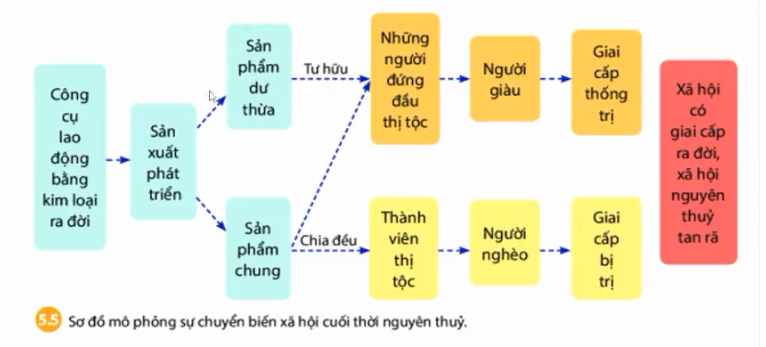 Công
cụ
lao
động
bằng
kim loại
ra đời
Sản
xuất
phát
triển
Sản
phẩm
dư
thừa
Tư hữu
Những
người
đứng
đầu
thị tộc
Người
giàu
Giai
cấp
thống
trị
Sản
phẩm
chung
Chia đều
Thành
viên
thị
tộc
Người
nghèo
Giai
cấp
bị
trị
Xã hội
có
giai cấp
ra đời,
xã hội
nguyên
thuỷ
tan rã
5.5 Sơ đồ mô phỏng sự chuyển biến xã hội cuối thời nguyên thuỷ.